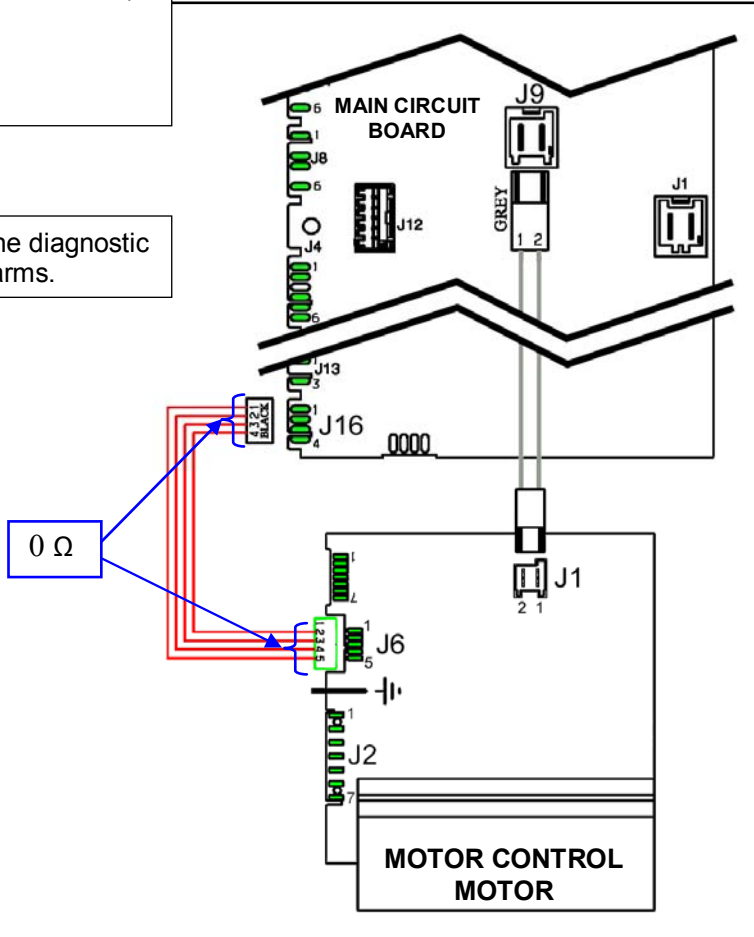 MAIN CIRCUIT
BOARD
J9
6
1
J8
6
J12
GREY
1 2
J1
he diagnostic
arms.
J4
1
6
J13
3
1
4
J16
4 3 2 1
BLACK
0 Ω
1
7
J1
2 1
1 2 3 4 5
1
5
J6
1
J2
7
MOTOR CONTROL
MOTOR